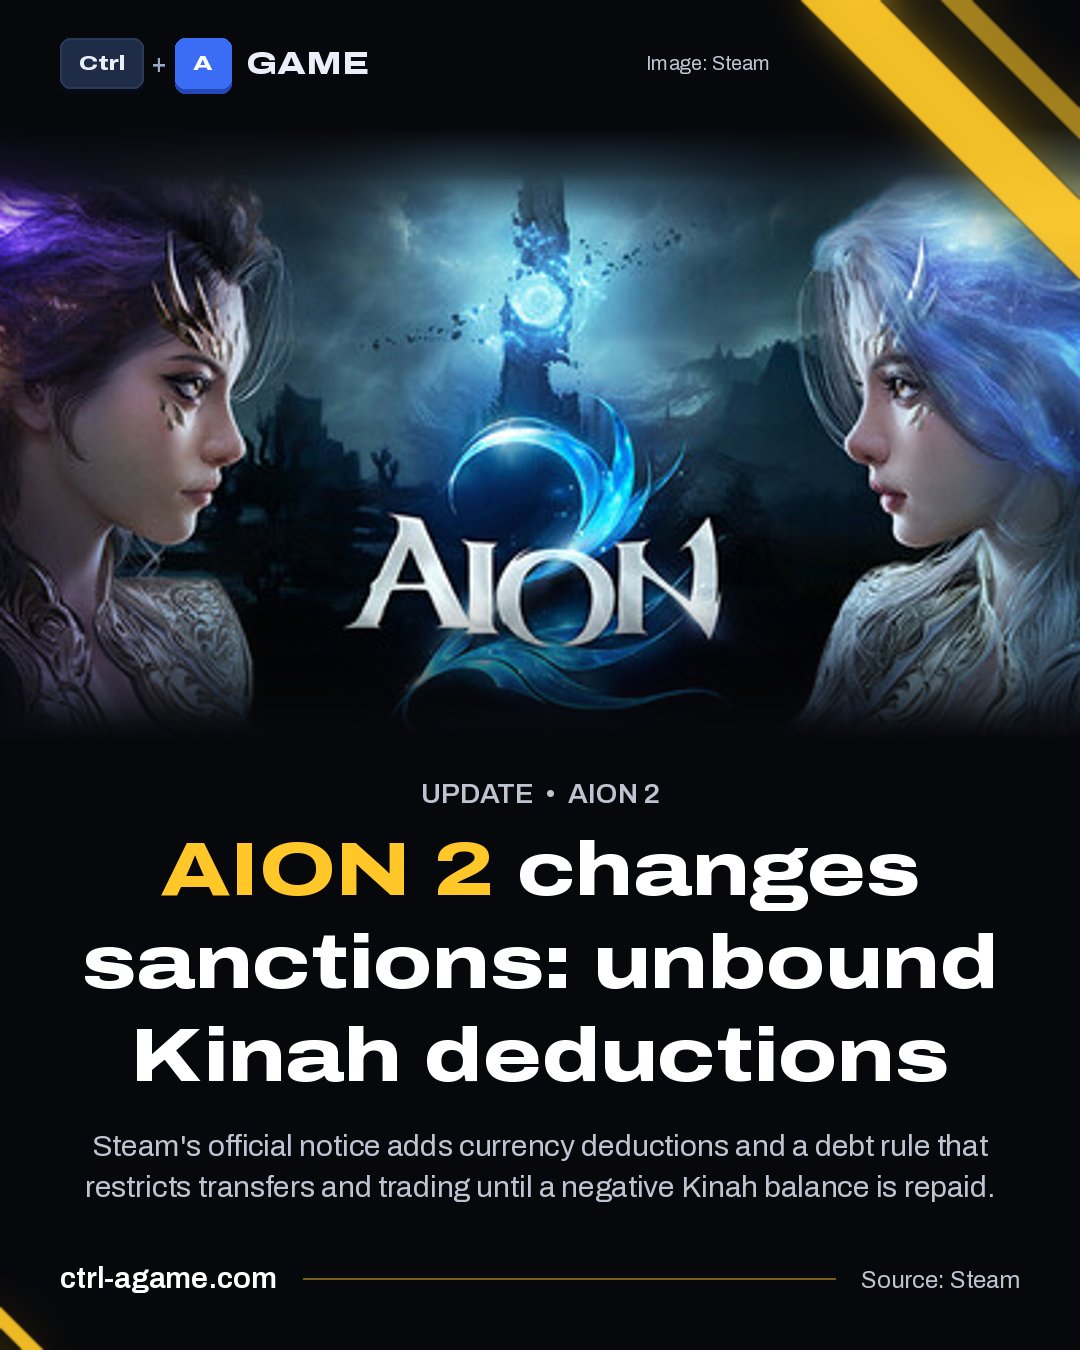 Ctrl + A GAME
Image: Steam
2
AION
UPDATE • AION 2
AION 2 changes
sanctions: unbound
Kinah deductions
Steam's official notice adds currency deductions and a debt rule that
restricts transfers and trading until a negative Kinah balance is repaid.
ctrl-agame.com
Source: Steam